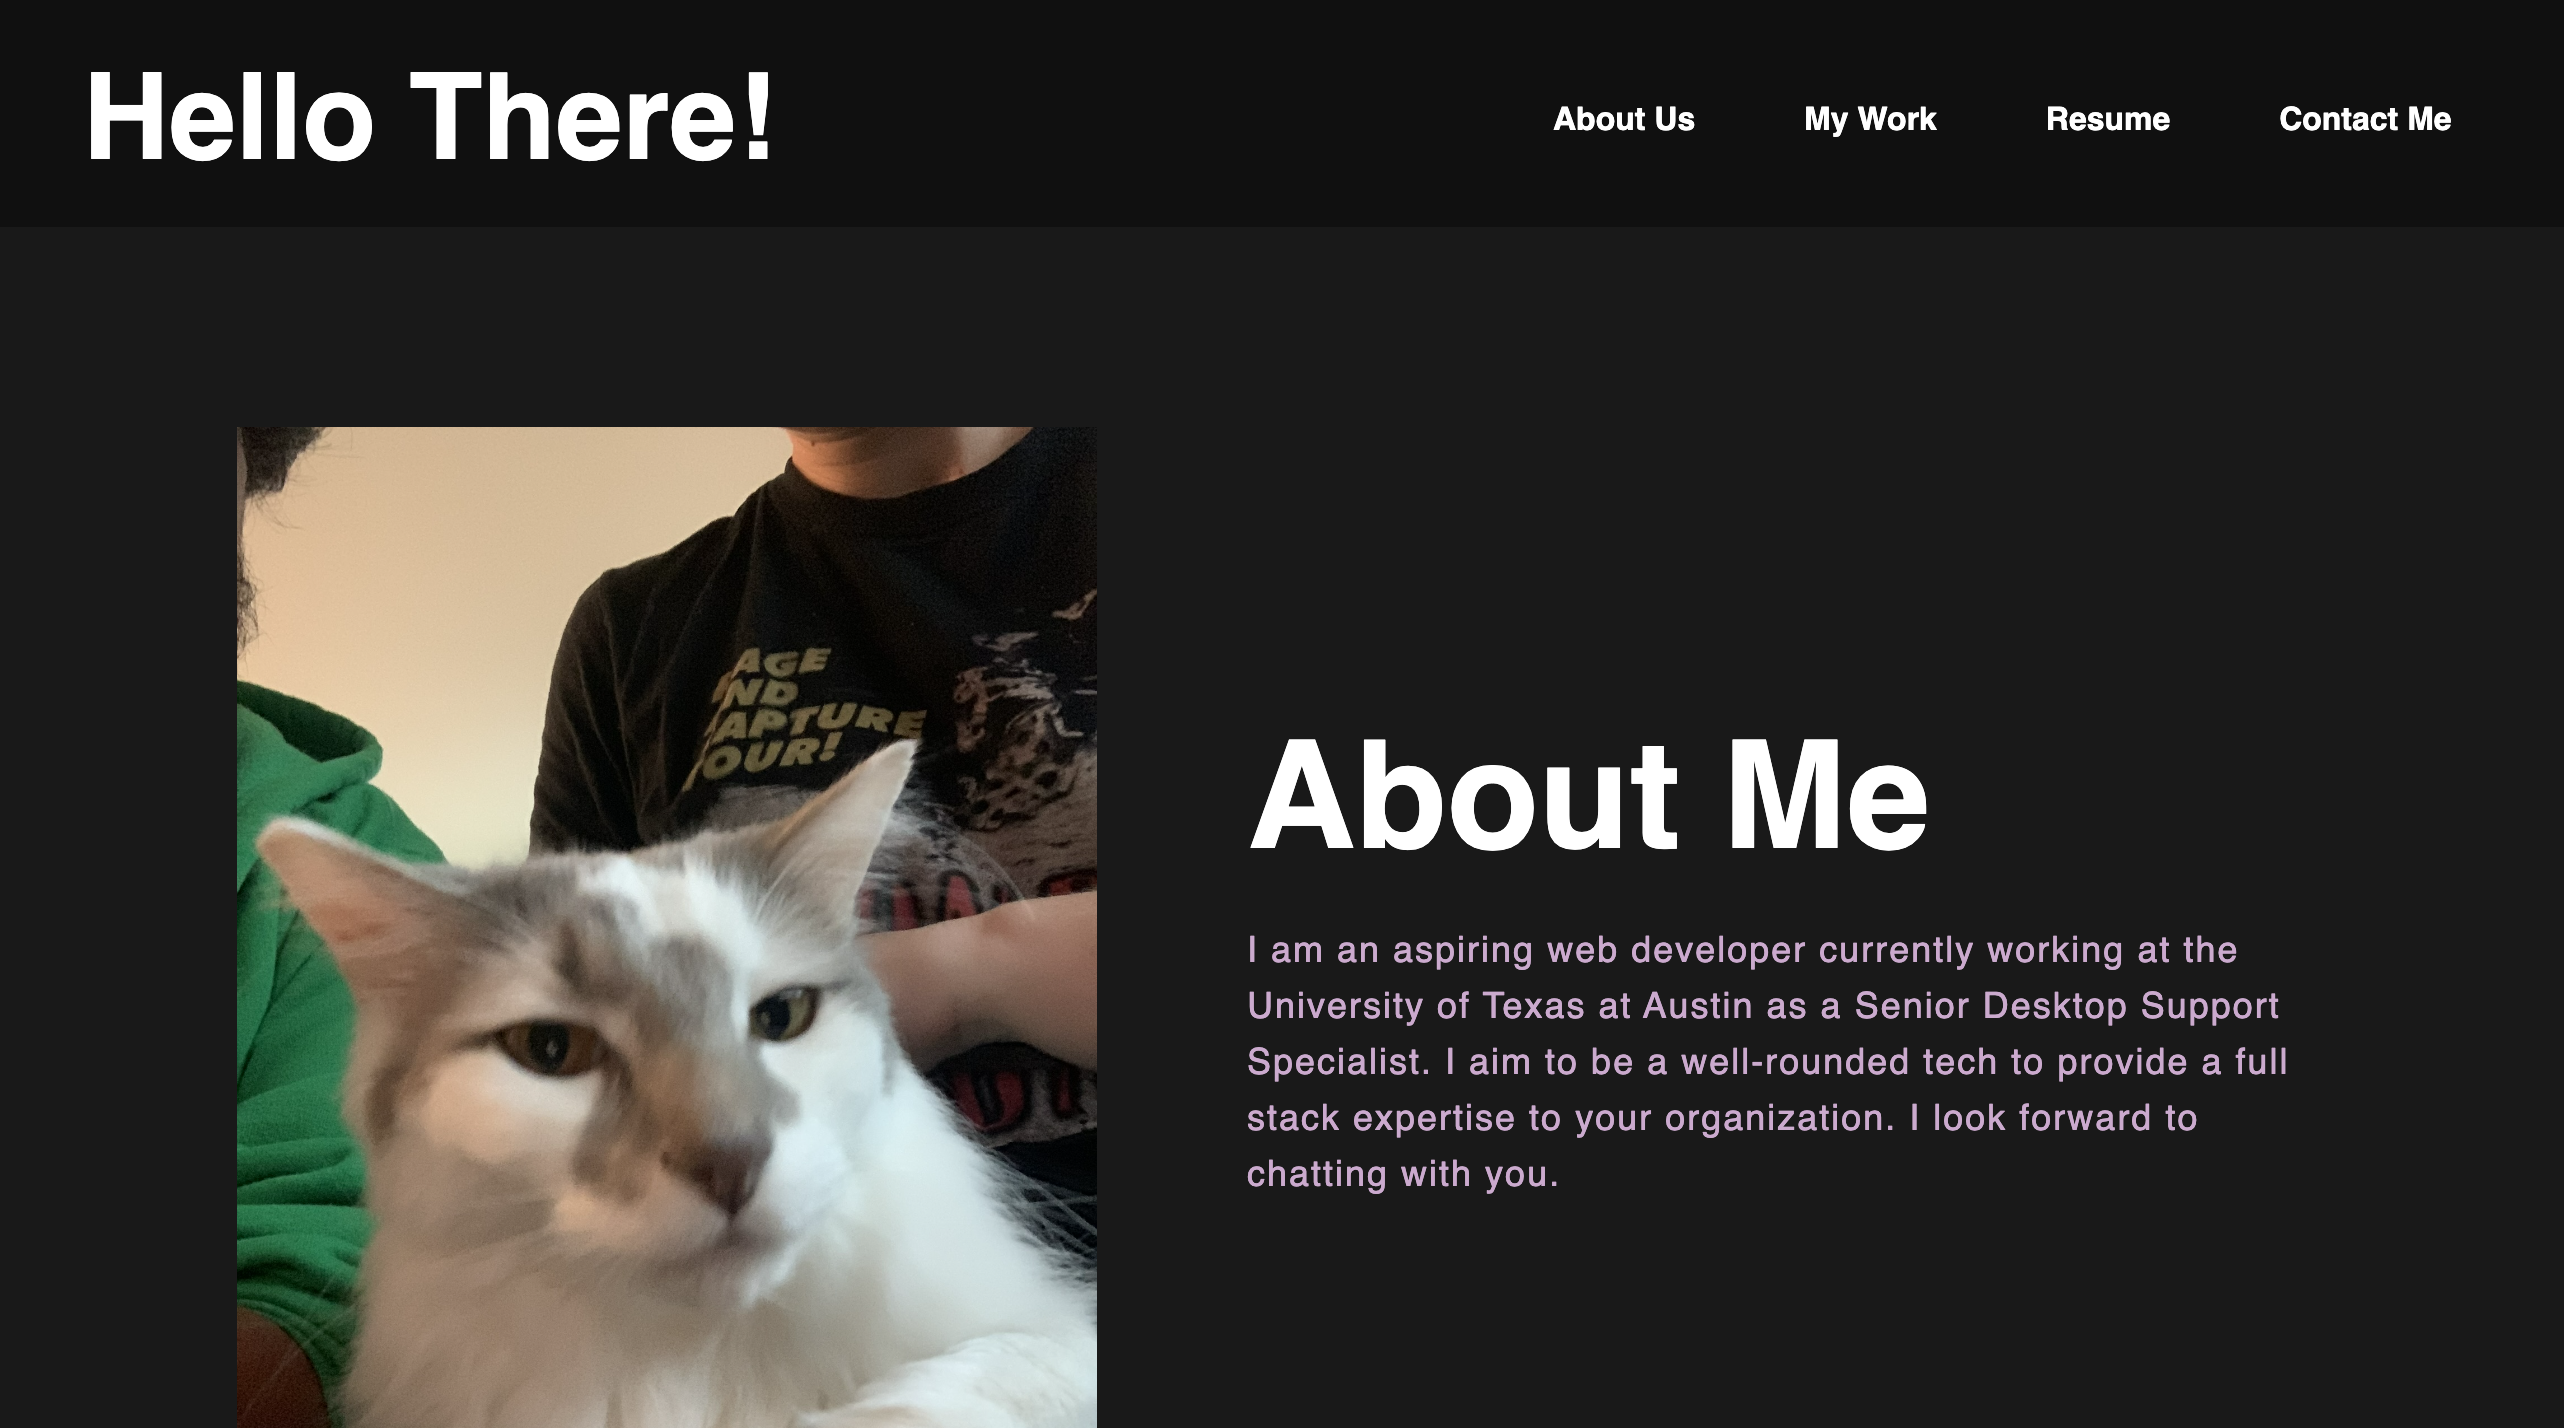 Hello There!
About Us My Work Resume Contact Me
AGE
ND
APTURE
OUR!
About Me
I am an aspiring web developer currently working at the
University of Texas at Austin as a Senior Desktop Support
Specialist. I aim to be a well-rounded tech to provide a full
stack expertise to your organization. I look forward to
chatting with you.